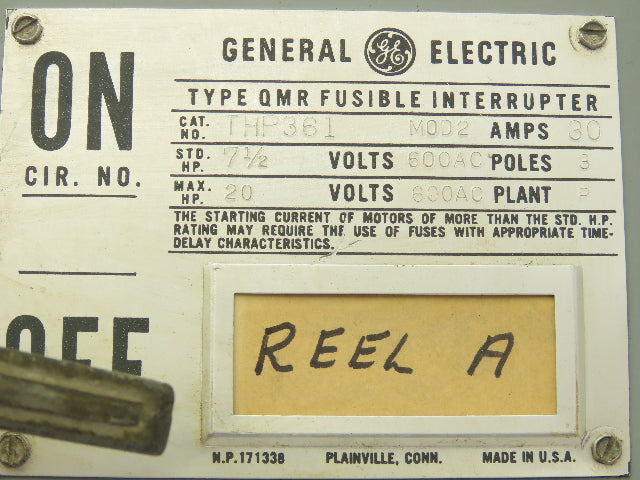 ON
CIR. NO.
OFF
GENERAL GE ELECTRIC
TYPE QMR FUSIBLE INTERRUPTER
CAT. NO. THP361 MOD2 AMPS 30
STD. HP. 7½ VOLTS 600AC POLES 3
MAX. HP. 20 VOLTS 600AC PLANT P
THE STARTING CURRENT OF MOTORS OF MORE THAN THE STD. H.P.
RATING MAY REQUIRE THE USE OF FUSES WITH APPROPRIATE TIME-
DELAY CHARACTERISTICS.
REEL A
N.P.171338 PLAINVILLE, CONN. MADE IN U.S.A.